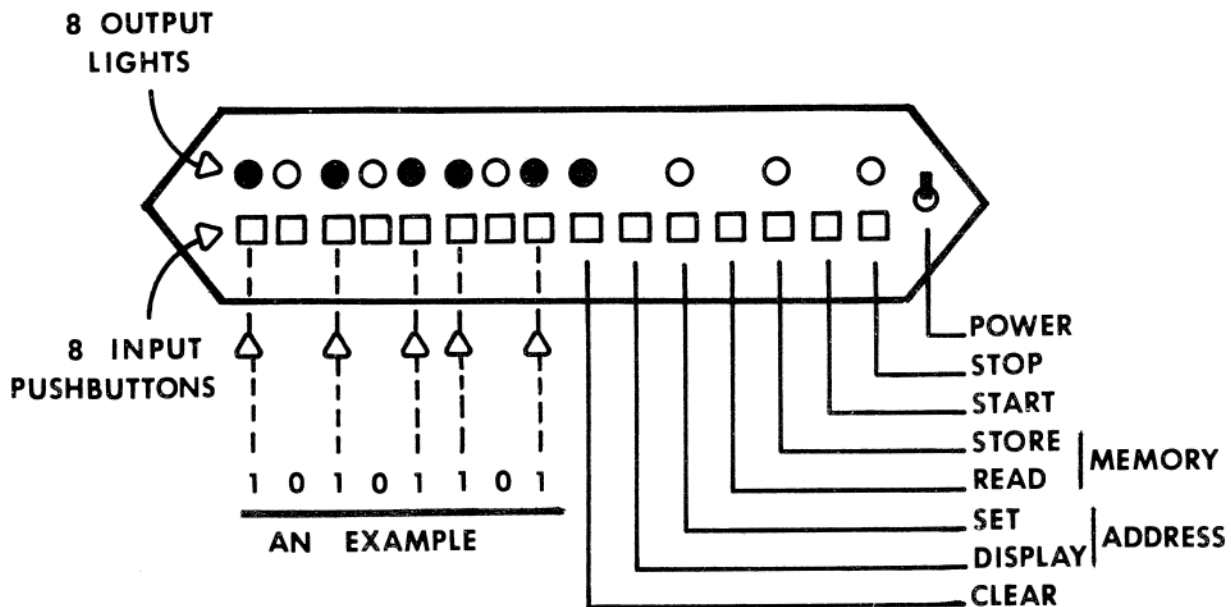 8 OUTPUT
LIGHTS
8 INPUT
PUSHBUTTONS
1 0 1 0 1 1 0 1
AN EXAMPLE
POWER
STOP
START
STORE
READ
MEMORY
SET
DISPLAY
ADDRESS
CLEAR